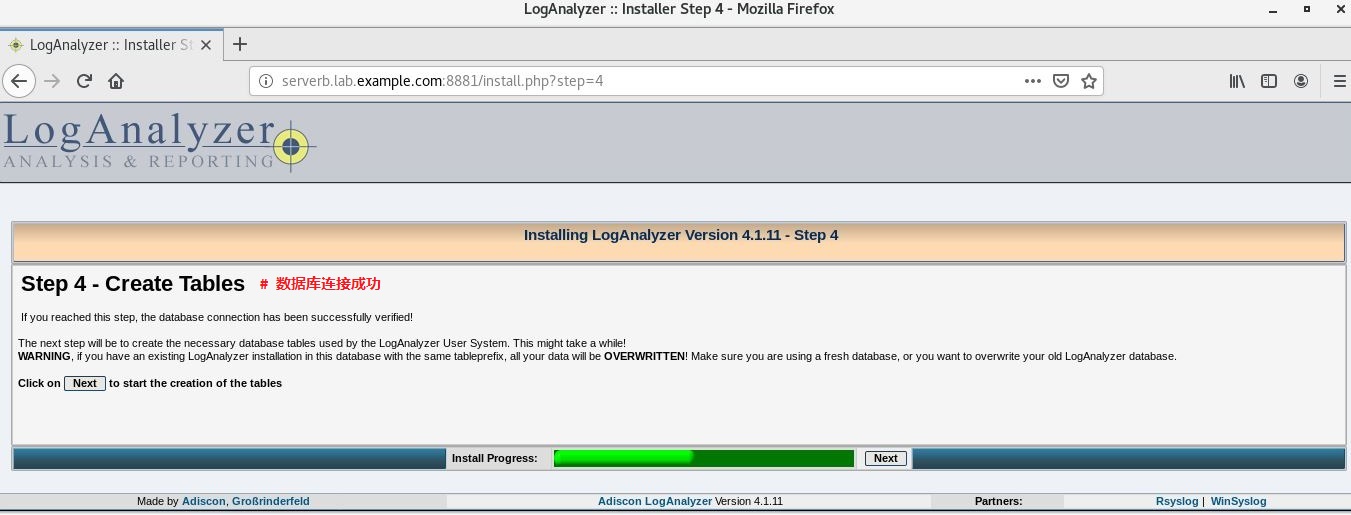 LogAnalyzer :: Installer Step 4 - Mozilla Firefox
LogAnalyzer :: Installer St
serverb.lab.example.com:8881/install.php?step=4
LogAnalyzer
ANALYSIS & REPORTING
Installing LogAnalyzer Version 4.1.11 - Step 4
Step 4 - Create Tables # 数据库连接成功
If you reached this step, the database connection has been successfully verified!
The next step will be to create the necessary database tables used by the LogAnalyzer User System. This might take a while!
WARNING, if you have an existing LogAnalyzer installation in this database with the same tableprefix, all your data will be OVERWRITTEN! Make sure you are using a fresh database, or you want to overwrite your old LogAnalyzer database.
Click on Next to start the creation of the tables
Install Progress: Next
Made by Adiscon, Großrinderfeld Adiscon LogAnalyzer Version 4.1.11 Partners: Rsyslog | WinSyslog